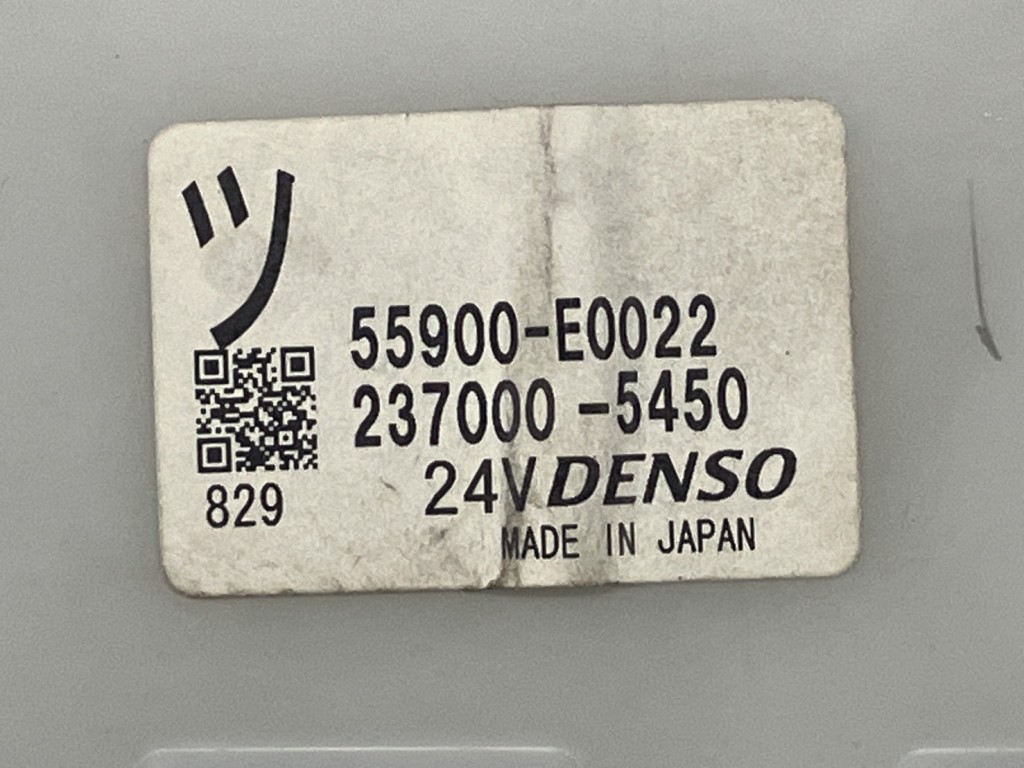 ツ
55900-E0022
237000-5450
829
24V DENSO
MADE IN JAPAN